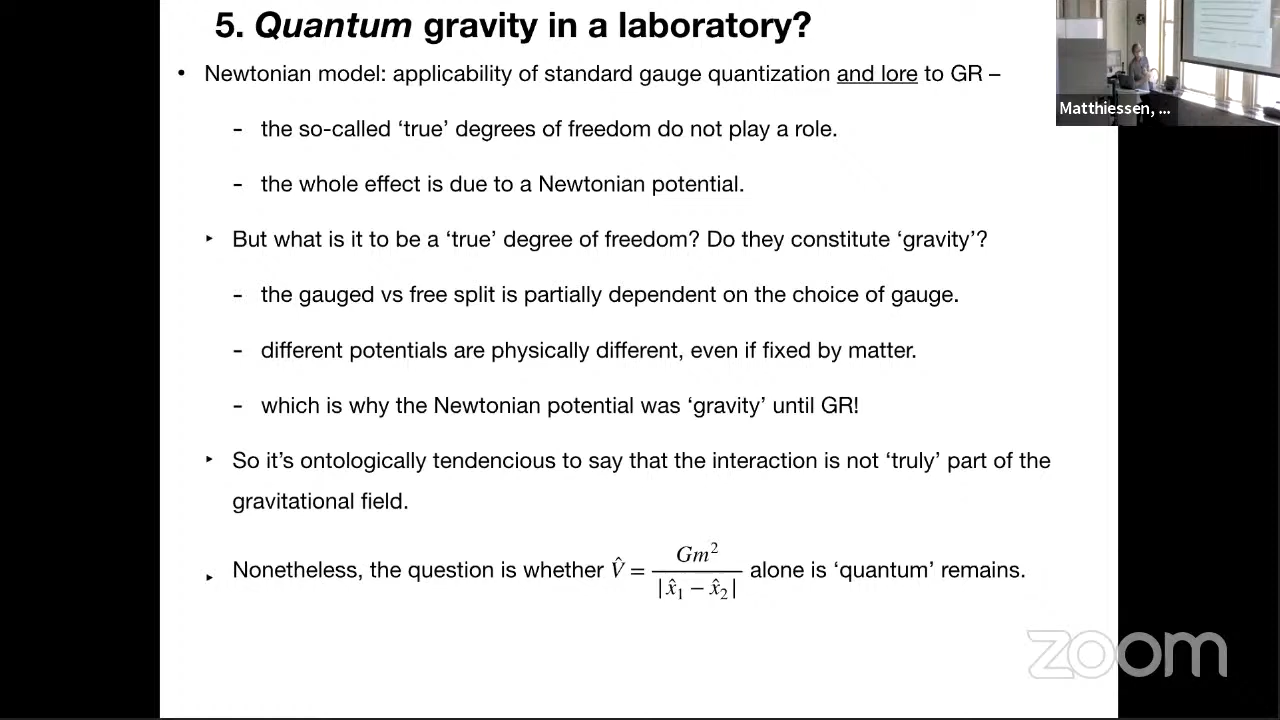 5. Quantum gravity in a laboratory?
• Newtonian model: applicability of standard gauge quantization and lore to GR –
- the so-called ‘true’ degrees of freedom do not play a role.
- the whole effect is due to a Newtonian potential.
‣ But what is it to be a ‘true’ degree of freedom? Do they constitute ‘gravity’?
- the gauged vs free split is partially dependent on the choice of gauge.
- different potentials are physically different, even if fixed by matter.
- which is why the Newtonian potential was ‘gravity’ until GR!
‣ So it’s ontologically tendencious to say that the interaction is not ‘truly’ part of the
gravitational field.
‣ Nonetheless, the question is whether V̂ = Gm² / |x̂₁ − x̂₂| alone is ‘quantum’ remains.
Matthiessen, ...
zoom